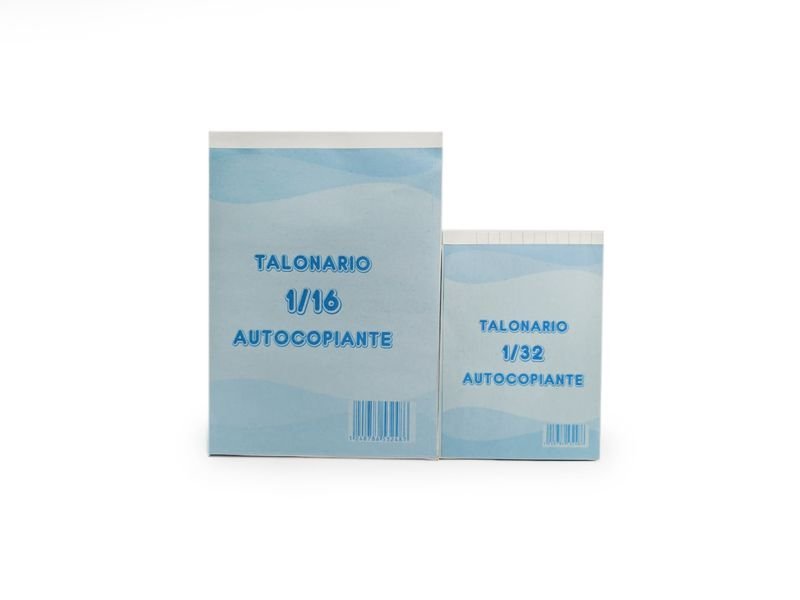 TALONARIO
1/16
AUTOCOPIANTE
TALONARIO
1/32
AUTOCOPIANTE